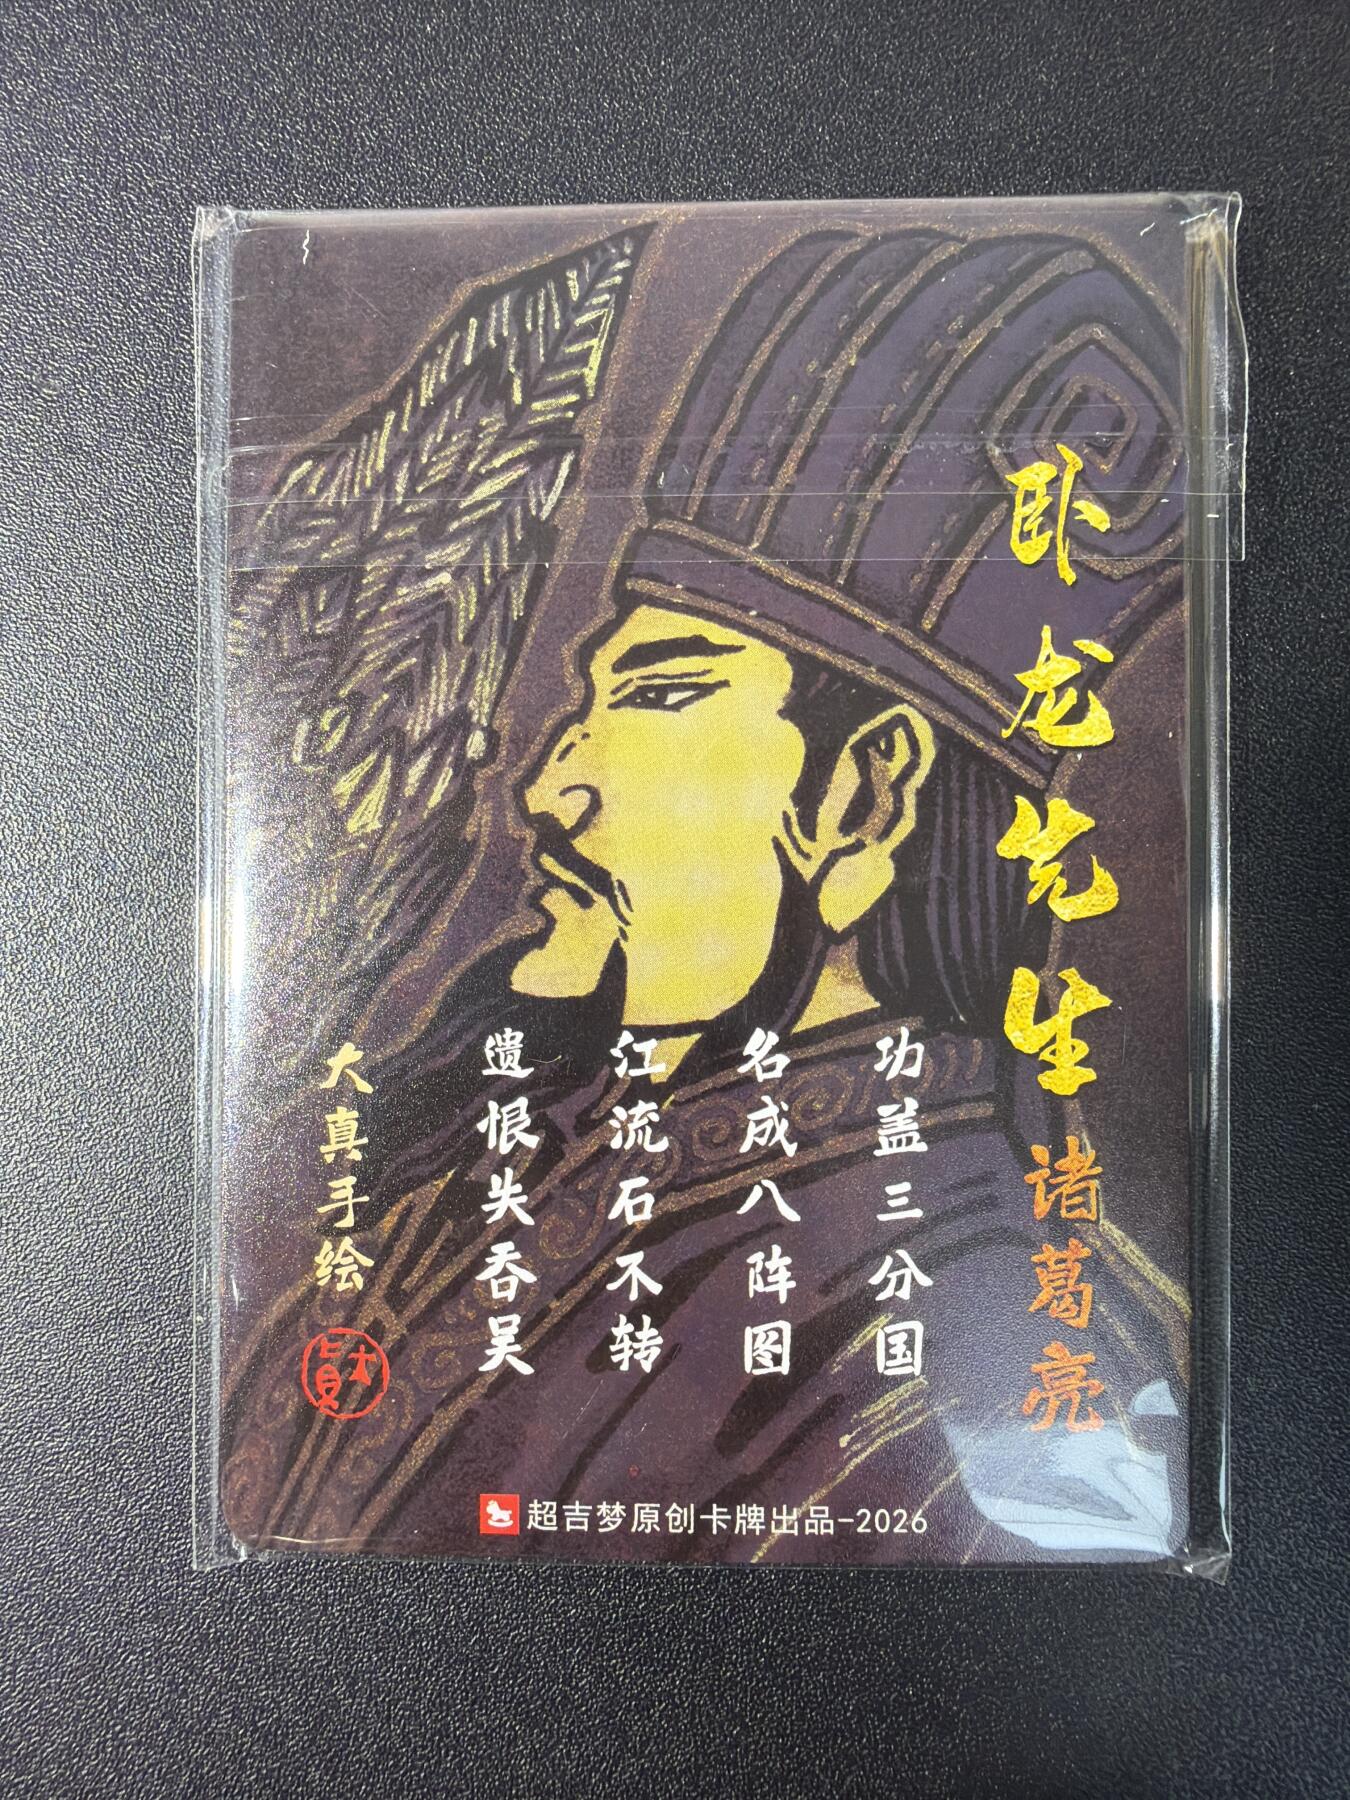 卧龙先生 诸葛亮
功盖三分国
名成八阵图
江流石不转
遗恨失吞吴
大真手绘
大真
超吉梦原创卡牌出品-2026